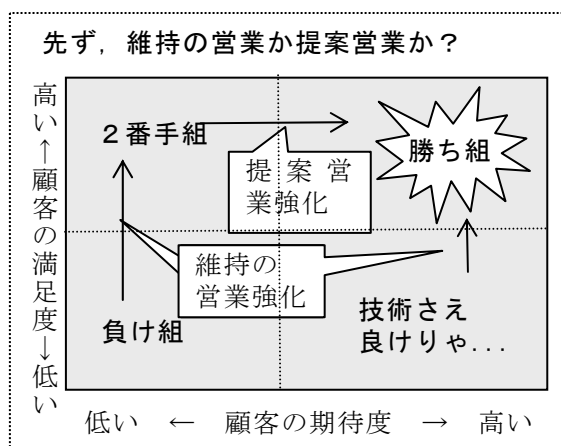 先ず，維持の営業か提案営業か？
高い←顧客の満足度→低い
２番手組
勝ち組
提案営
業強化
維持の
営業強化
負け組
技術さえ
良けりゃ...
低い　←　顧客の期待度　→　高い